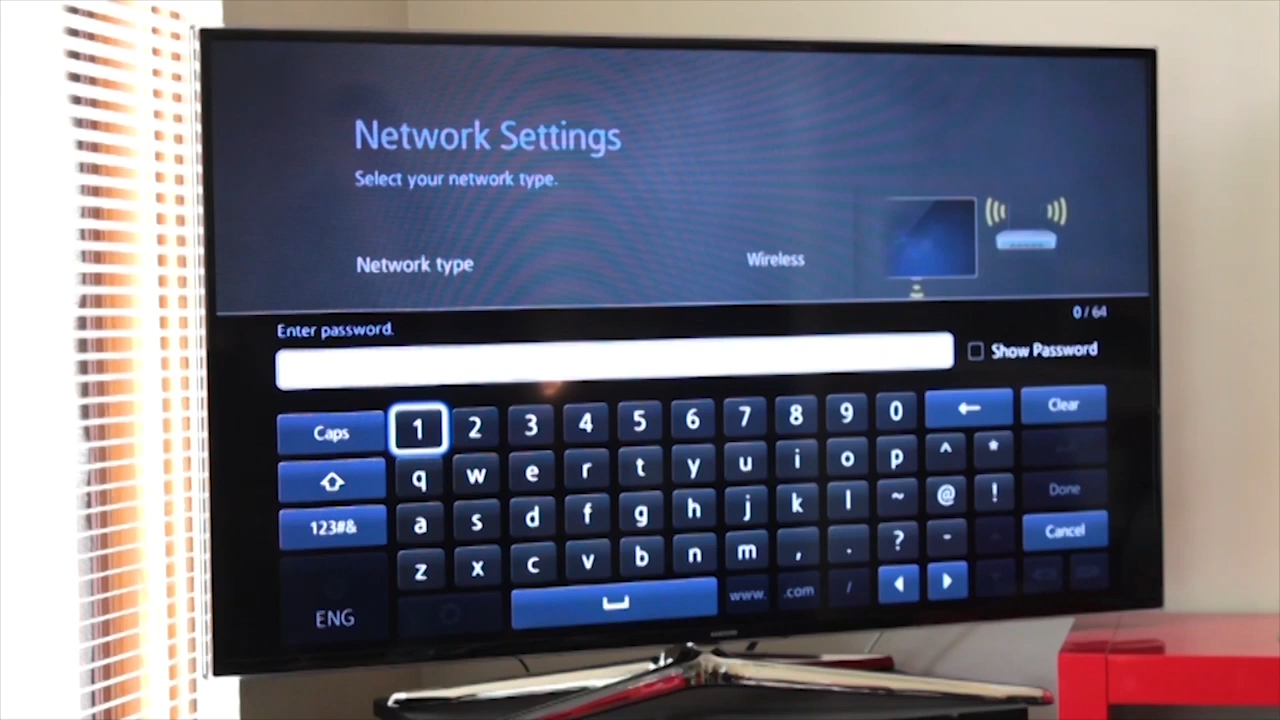 Network Settings
Select your network type.
Network type Wireless
0 / 64
Enter password.
Show Password
Caps 1 2 3 4 5 6 7 8 9 0 ← Clear
q w e r t y u i o p ^ *
123#& a s d f g h j k l ~ @ ! Done
z x c v b n m , . ? - Cancel
ENG www. .com /
SAMSUNG